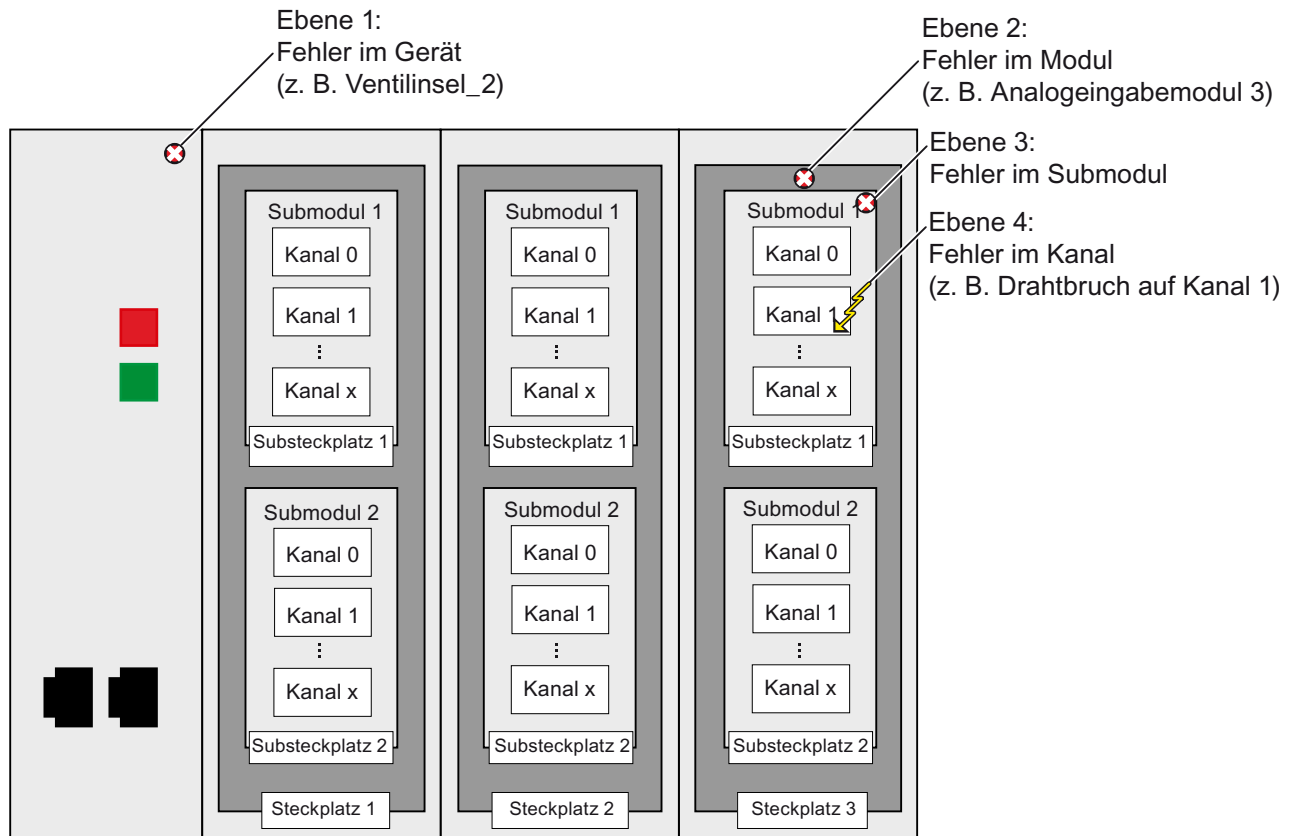 Ebene 1:
Fehler im Gerät
(z. B. Ventilinsel_2)
Ebene 2:
Fehler im Modul
(z. B. Analogeingabemodul 3)
Ebene 3:
Fehler im Submodul
Ebene 4:
Fehler im Kanal
(z. B. Drahtbruch auf Kanal 1)
Submodul 1
Kanal 0
Kanal 1
Kanal x
Substeckplatz 1
Submodul 2
Kanal 0
Kanal 1
Kanal x
Substeckplatz 2
Steckplatz 1
Submodul 1
Kanal 0
Kanal 1
Kanal x
Substeckplatz 1
Submodul 2
Kanal 0
Kanal 1
Kanal x
Substeckplatz 2
Steckplatz 2
Submodul 1
Kanal 0
Kanal 1
Kanal x
Substeckplatz 1
Submodul 2
Kanal 0
Kanal 1
Kanal x
Substeckplatz 2
Steckplatz 3